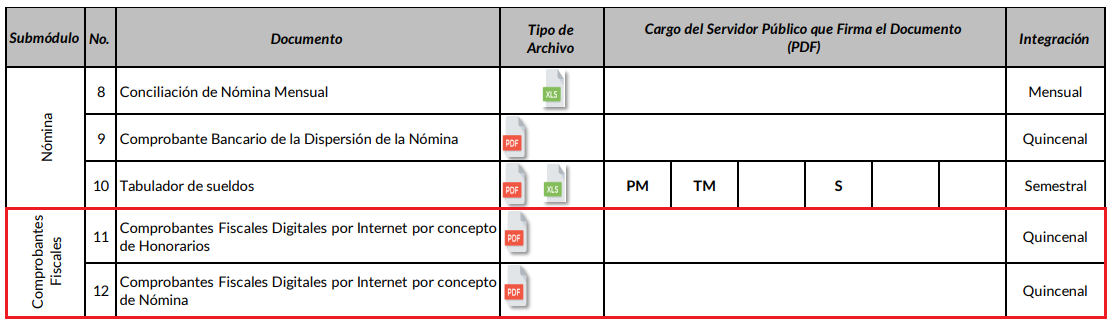 Submódulo No. Documento Tipo de Archivo Cargo del Servidor Público que Firma el Documento (PDF) Integración
Nómina
8 Conciliación de Nómina Mensual XLS Mensual
9 Comprobante Bancario de la Dispersión de la Nómina PDF Quincenal
10 Tabulador de sueldos PDF XLS PM TM S Semestral
Comprobantes
Fiscales
11 Comprobantes Fiscales Digitales por Internet por concepto
de Honorarios PDF Quincenal
12 Comprobantes Fiscales Digitales por Internet por concepto
de Nómina PDF Quincenal